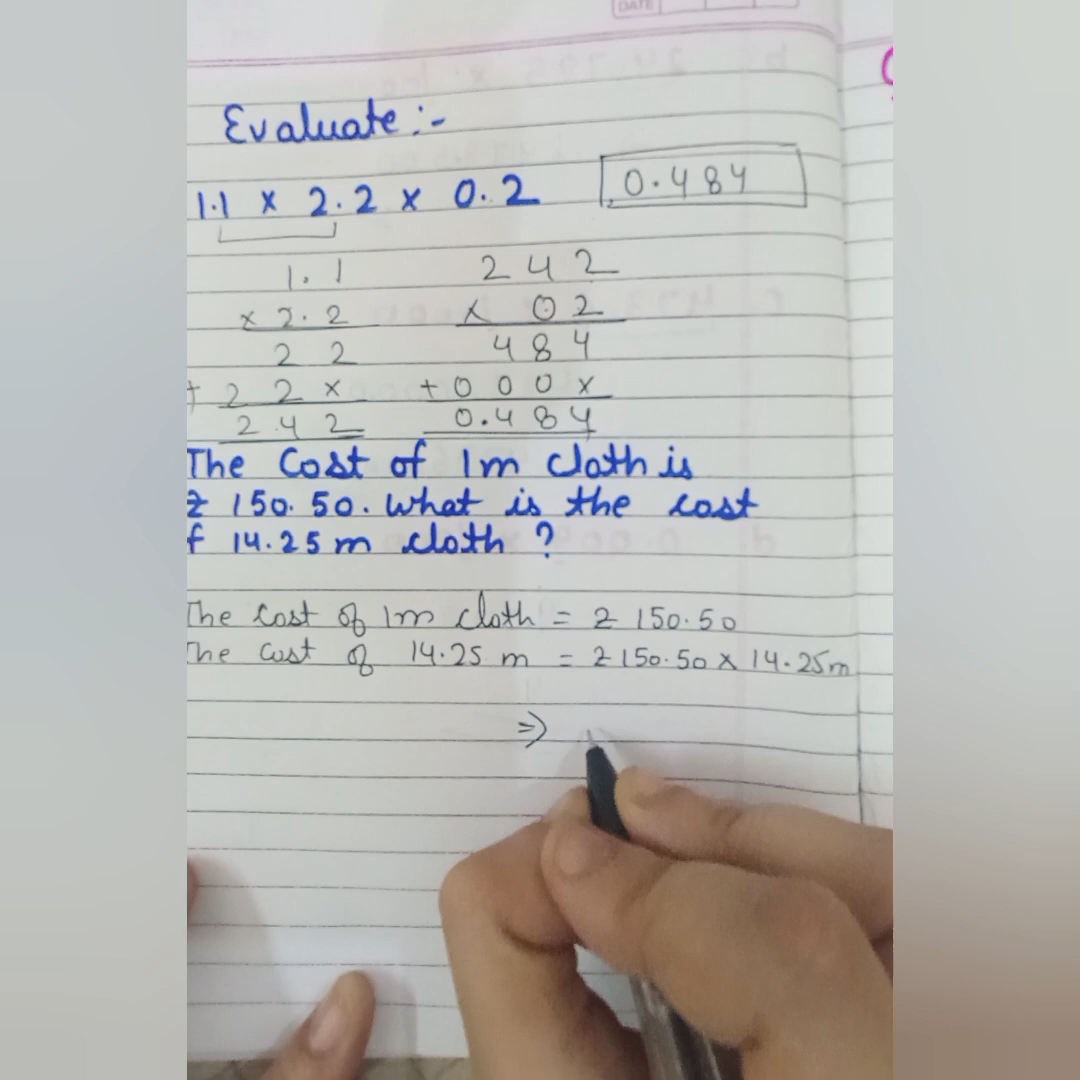 DATE
Evaluate :-
1.1 x 2.2 x 0.2 0.484
1.1 242
x 2.2 x 02
22 484
+ 22x + 000x
2.42 0.484
The Cost of 1m cloth is
₹ 150.50. What is the cost
f 14.25 m cloth ?
The cost of 1m cloth = ₹ 150.50
The cost of 14.25 m = ₹ 150.50 x 14.25m
⇒